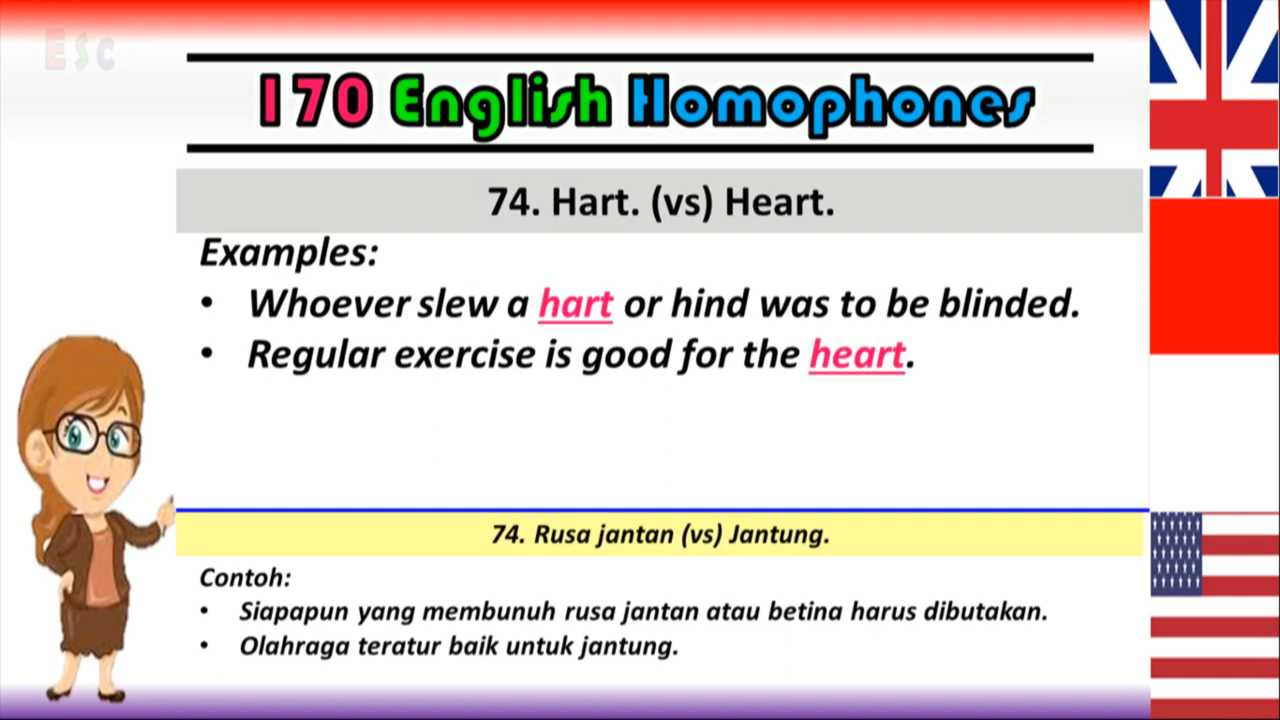 ESC
170 English Homophones
74. Hart. (vs) Heart.
Examples:
• Whoever slew a hart or hind was to be blinded.
• Regular exercise is good for the heart.
74. Rusa jantan (vs) Jantung.
Contoh:
• Siapapun yang membunuh rusa jantan atau betina harus dibutakan.
• Olahraga teratur baik untuk jantung.